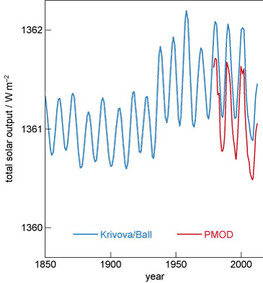 1362
1361
1360
total solar output / W m⁻²
Krivova/Ball PMOD
1850 1900 1950 2000
year